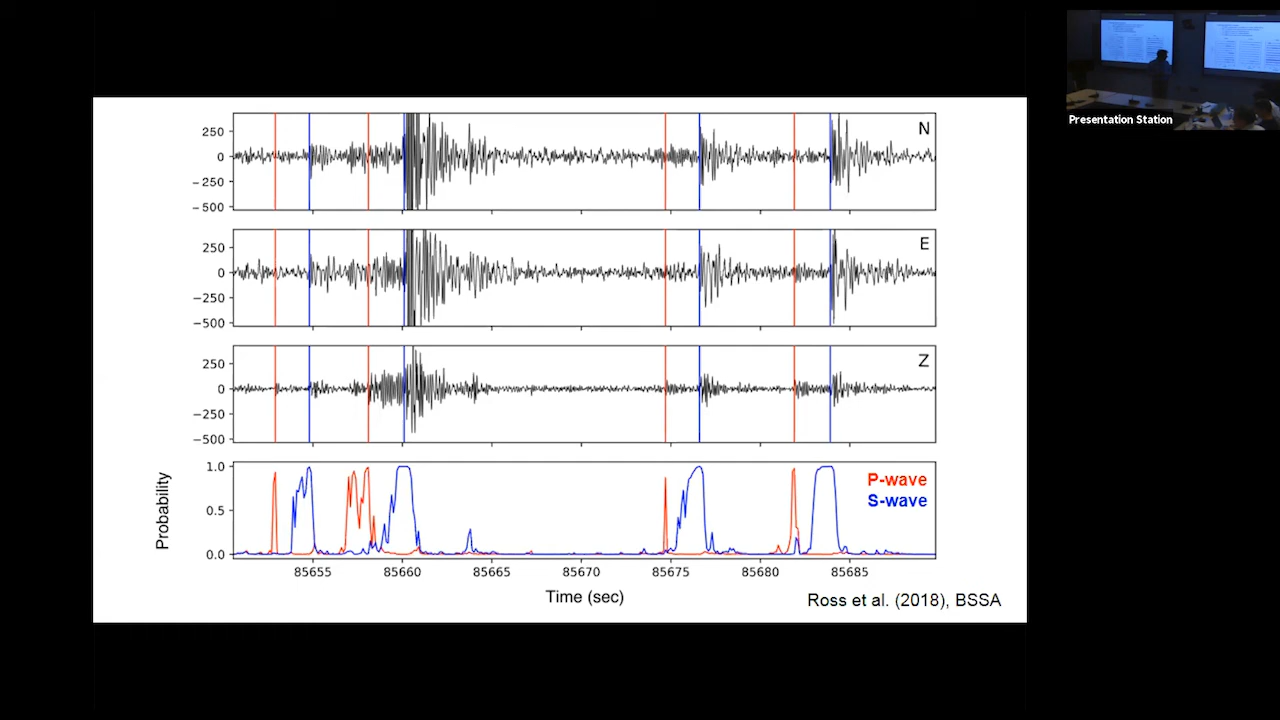 Presentation Station
N
250
0
−250
−500
E
250
0
−250
−500
Z
250
0
−250
−500
Probability
1.0
0.5
0.0
P-wave
S-wave
85655 85660 85665 85670 85675 85680 85685
Time (sec)
Ross et al. (2018), BSSA